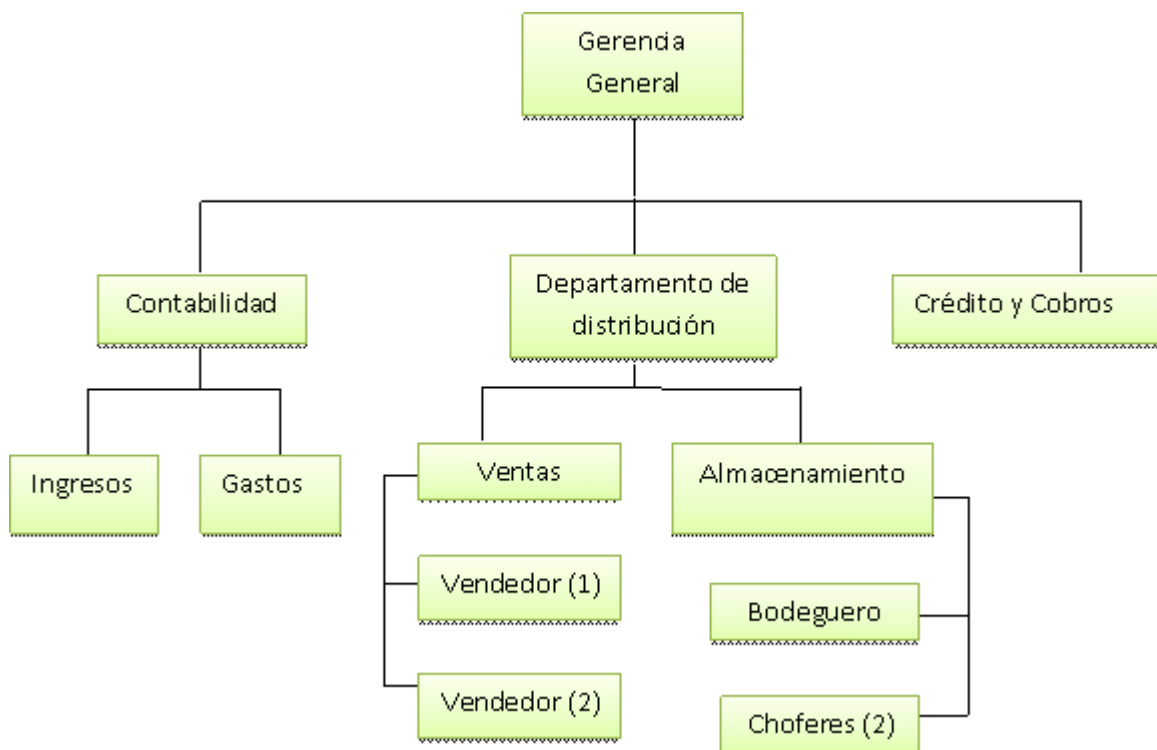 Gerencia
General
Contabilidad
Departamento de
distribución
Crédito y Cobros
Ingresos
Gastos
Ventas
Almacenamiento
Vendedor (1)
Bodeguero
Vendedor (2)
Choferes (2)